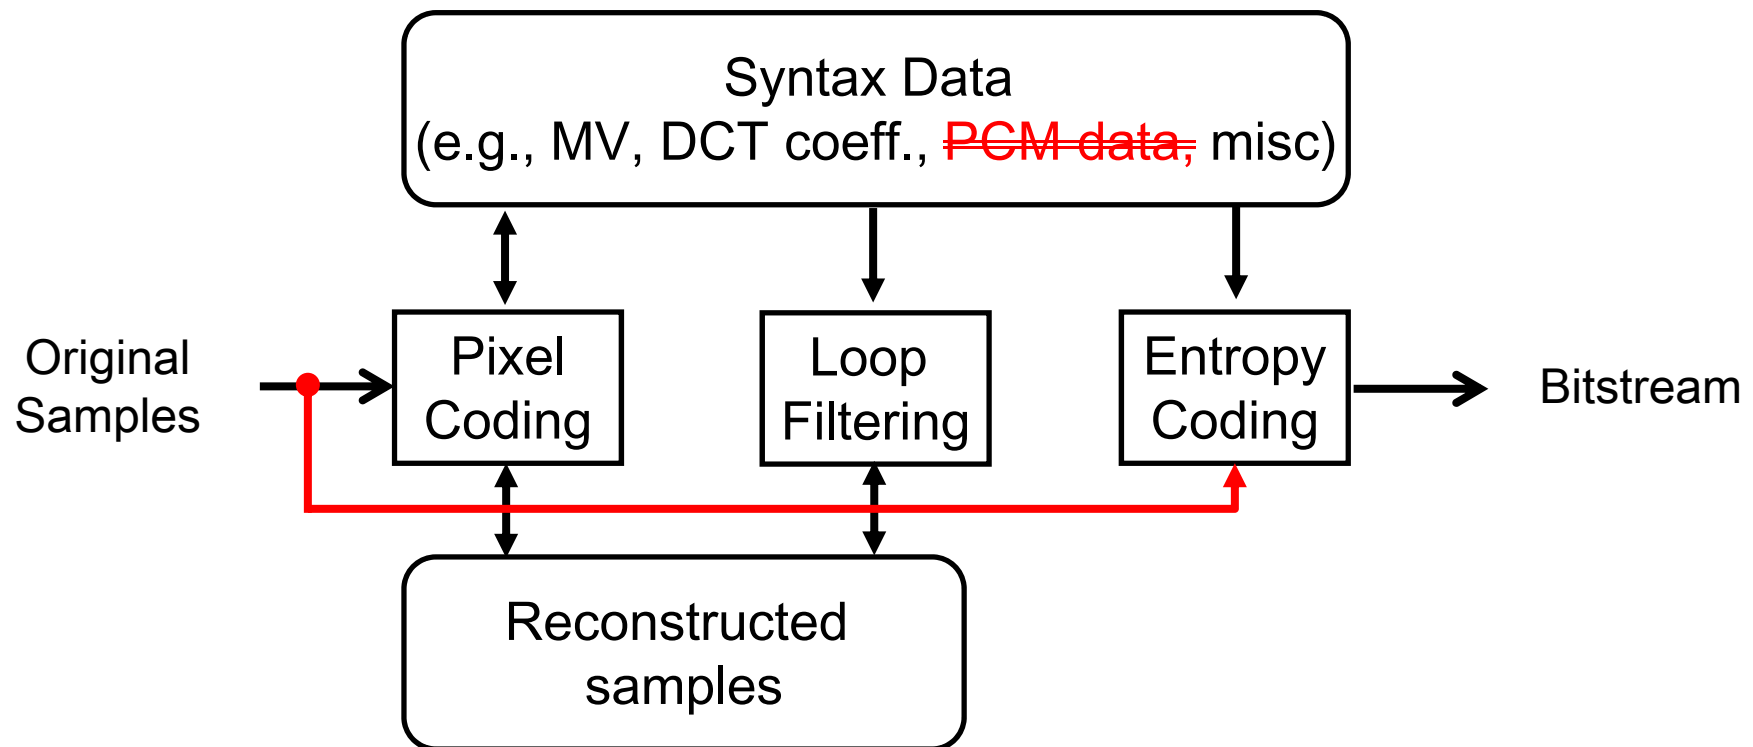 Syntax Data
(e.g., MV, DCT coeff., PCM data, misc)
Original
Samples
Pixel
Coding
Loop
Filtering
Entropy
Coding
Bitstream
Reconstructed
samples